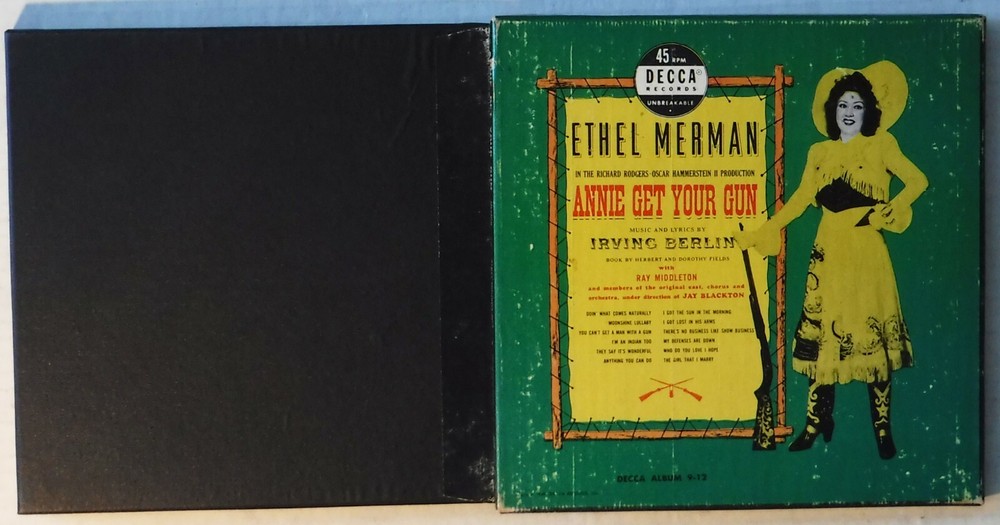 45 RPM
DECCA®
RECORDS
UNBREAKABLE
ETHEL MERMAN
IN THE RICHARD RODGERS-OSCAR HAMMERSTEIN II PRODUCTION
ANNIE GET YOUR GUN
MUSIC AND LYRICS BY
IRVING BERLIN
BOOK BY HERBERT AND DOROTHY FIELDS
with
RAY MIDDLETON
and members of the original cast, chorus and
orchestra, under direction of JAY BLACKTON
DOIN' WHAT COMES NATURALLY
MOONSHINE LULLABY
YOU CAN'T GET A MAN WITH A GUN
I'M AN INDIAN TOO
THEY SAY IT'S WONDERFUL
ANYTHING YOU CAN DO
I GOT THE SUN IN THE MORNING
I GOT LOST IN HIS ARMS
THERE'S NO BUSINESS LIKE SHOW BUSINESS
MY DEFENSES ARE DOWN
WHO DO YOU LOVE I HOPE
THE GIRL THAT I MARRY
DECCA ALBUM 9-12